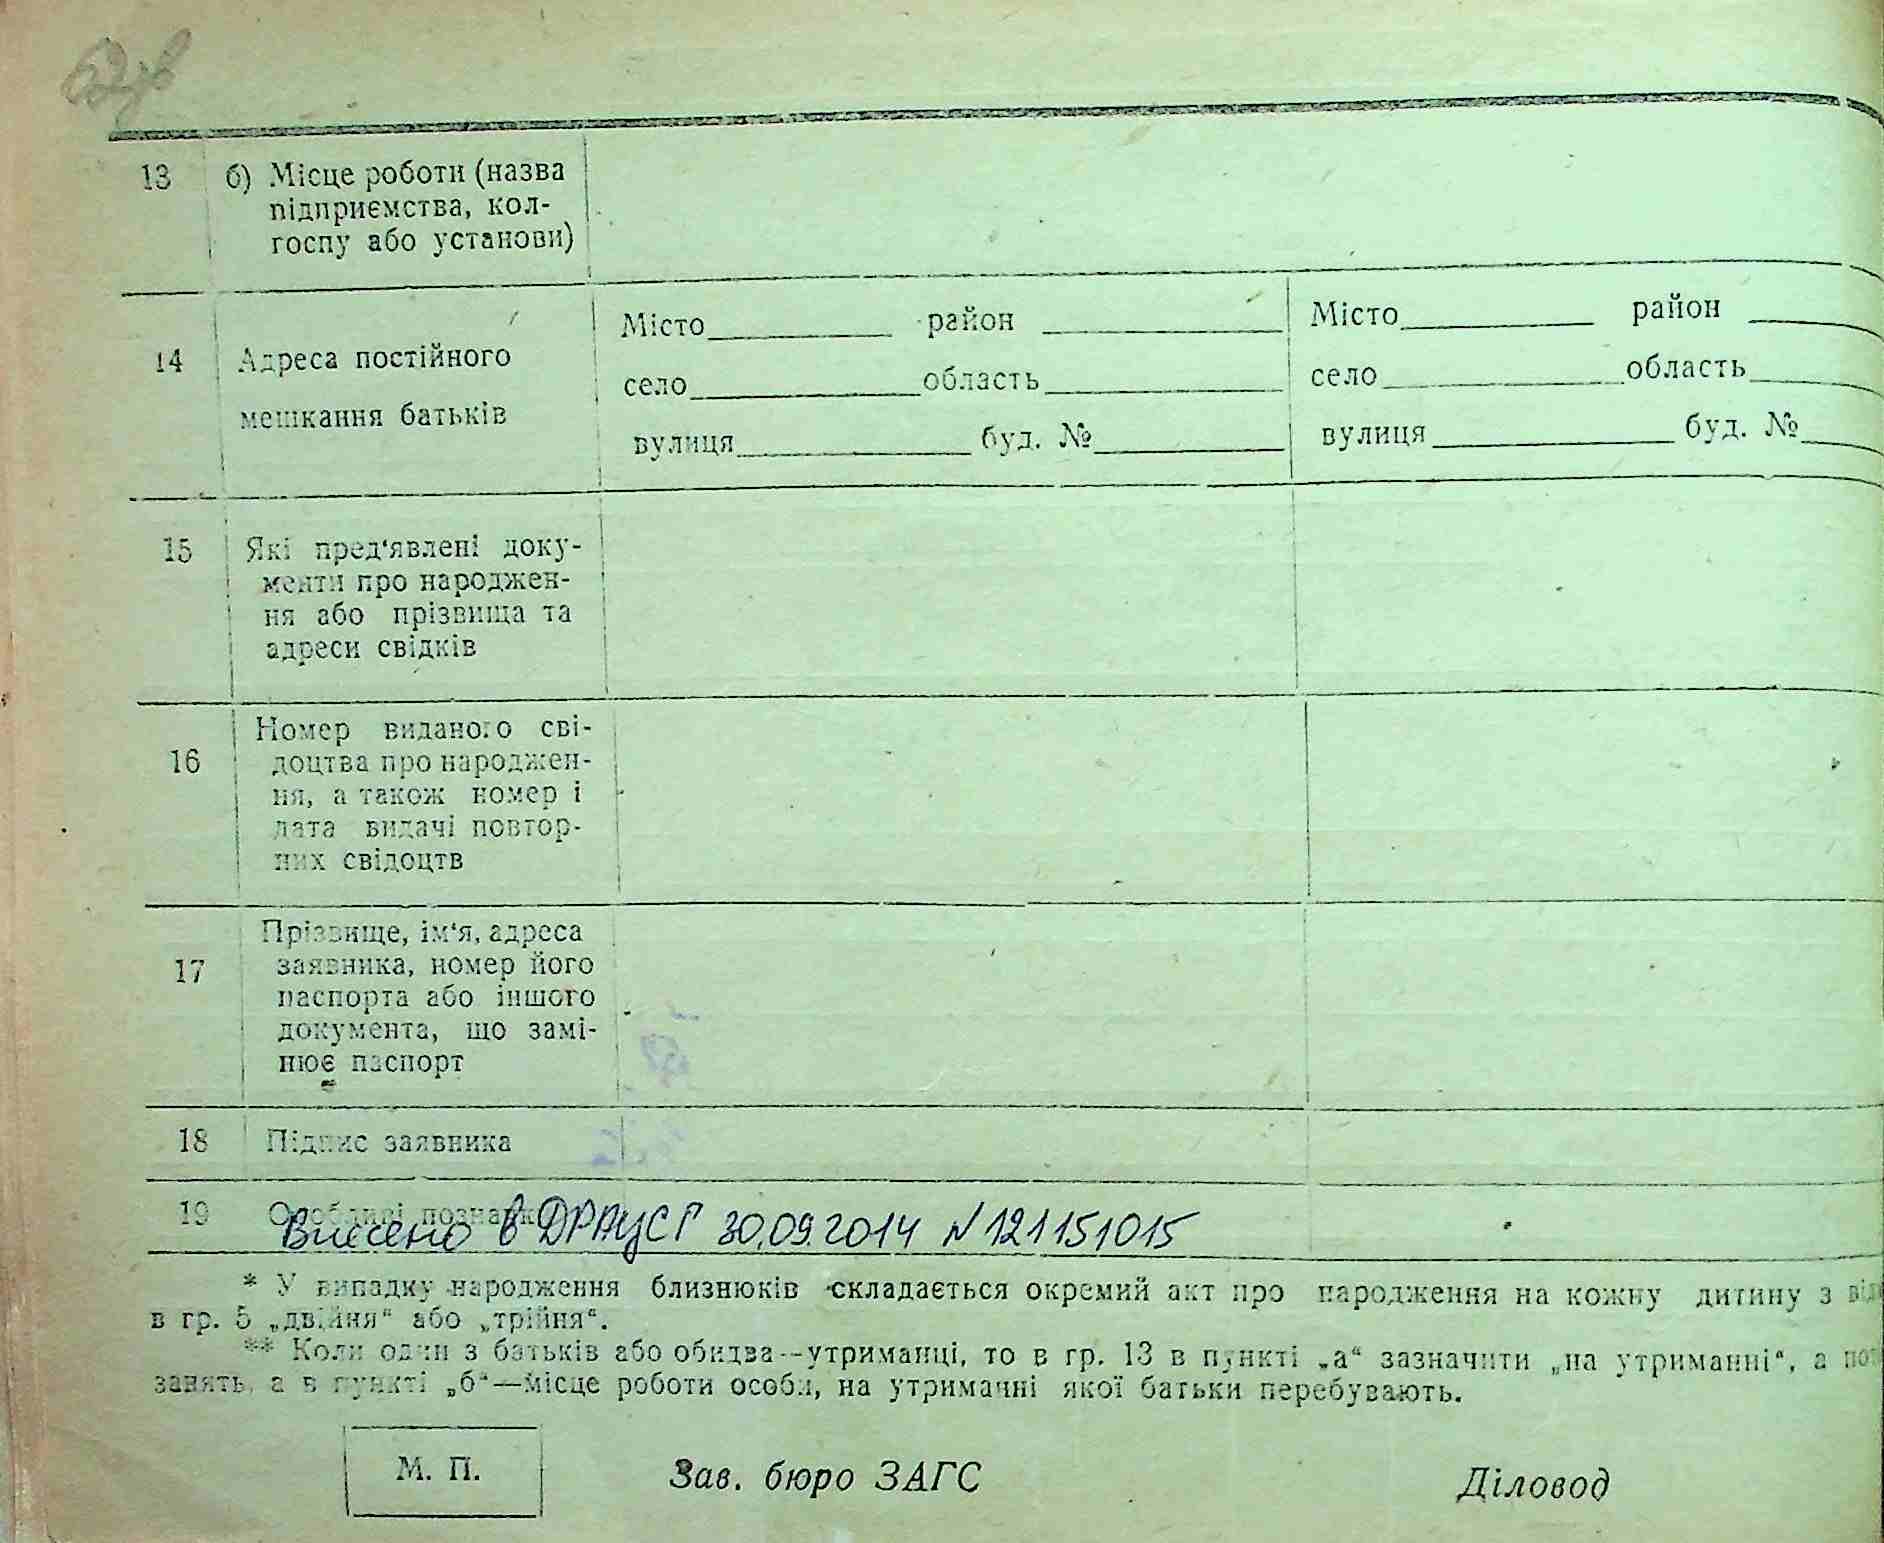 13 б) Місце роботи (назва
підприємства, кол-
госпу або установи)
14 Адреса постійного
мешкання батьків
Місто район
село область
вулиця буд. №
Місто район
село область
вулиця буд. №
15 Які пред‘явлені доку-
менти про народжен-
ня або прізвища та
адреси свідків
16 Номер виданого сві-
доцтва про народжен-
ня, а також номер і
дата видачі повтор-
них свідоцтв
17 Прізвище, ім‘я, адреса
заявника, номер його
паспорта або іншого
документа, що замі-
нює паспорт
18 Підпис заявника
19 Особливі позначки
Внесено в ДРАЦСГ 30.09.2014 N 121151015
* У випадку народження близнюків складається окремий акт про народження на кожну дитину з
в гр. 5 „двійня“ або „трійня“.
** Коли один з батьків або обидва--утриманці, то в гр. 13 в пункті „а“ зазначити „на утриманні“, а
занять, а в пункті „б“—місце роботи особи, на утриманні якої батьки перебувають.
М. П. Зав. бюро ЗАГС Діловод